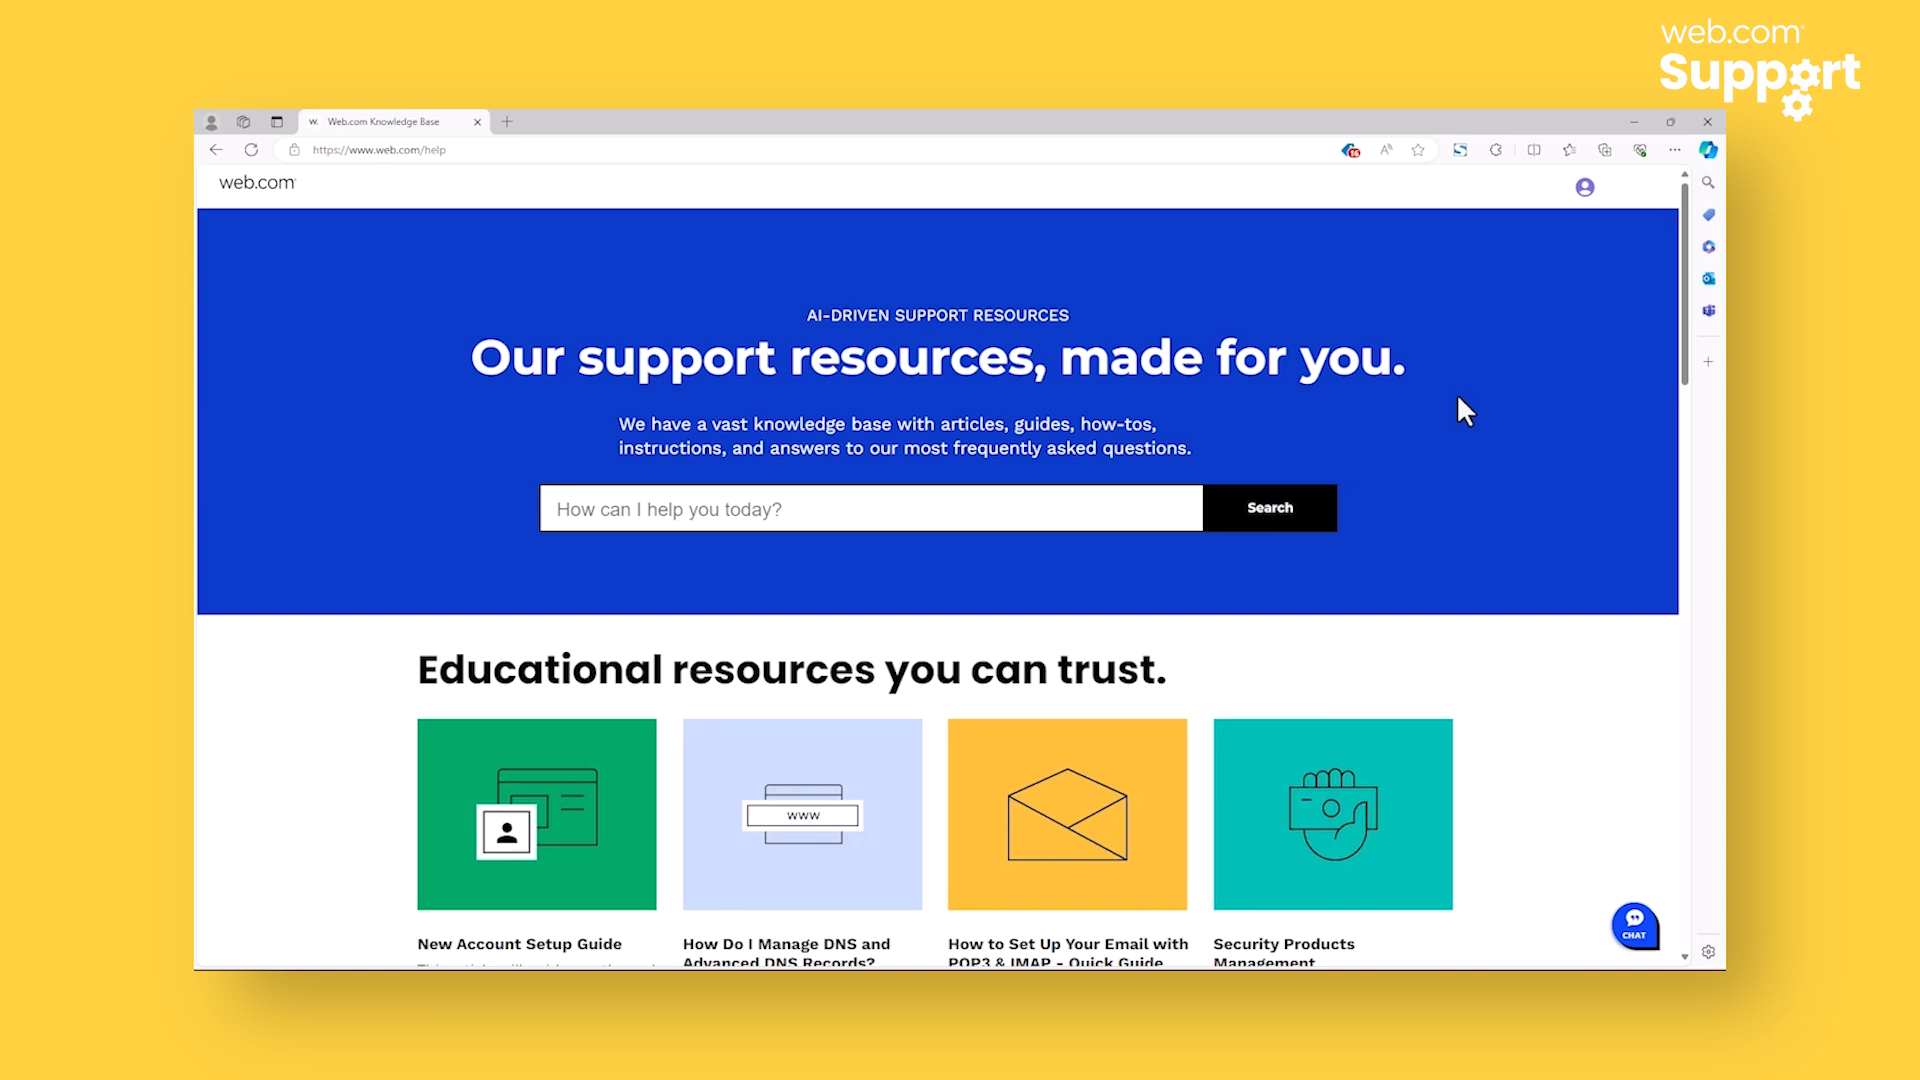 web.com
Support
Web.com Knowledge Base
https://www.web.com/help
16
web.com
AI-DRIVEN SUPPORT RESOURCES
Our support resources, made for you.
We have a vast knowledge base with articles, guides, how-tos,
instructions, and answers to our most frequently asked questions.
How can I help you today?
Search
Educational resources you can trust.
www
New Account Setup Guide
How Do I Manage DNS and
Advanced DNS Records?
How to Set Up Your Email with
POP3 & IMAP - Quick Guide
Security Products
Management
CHAT